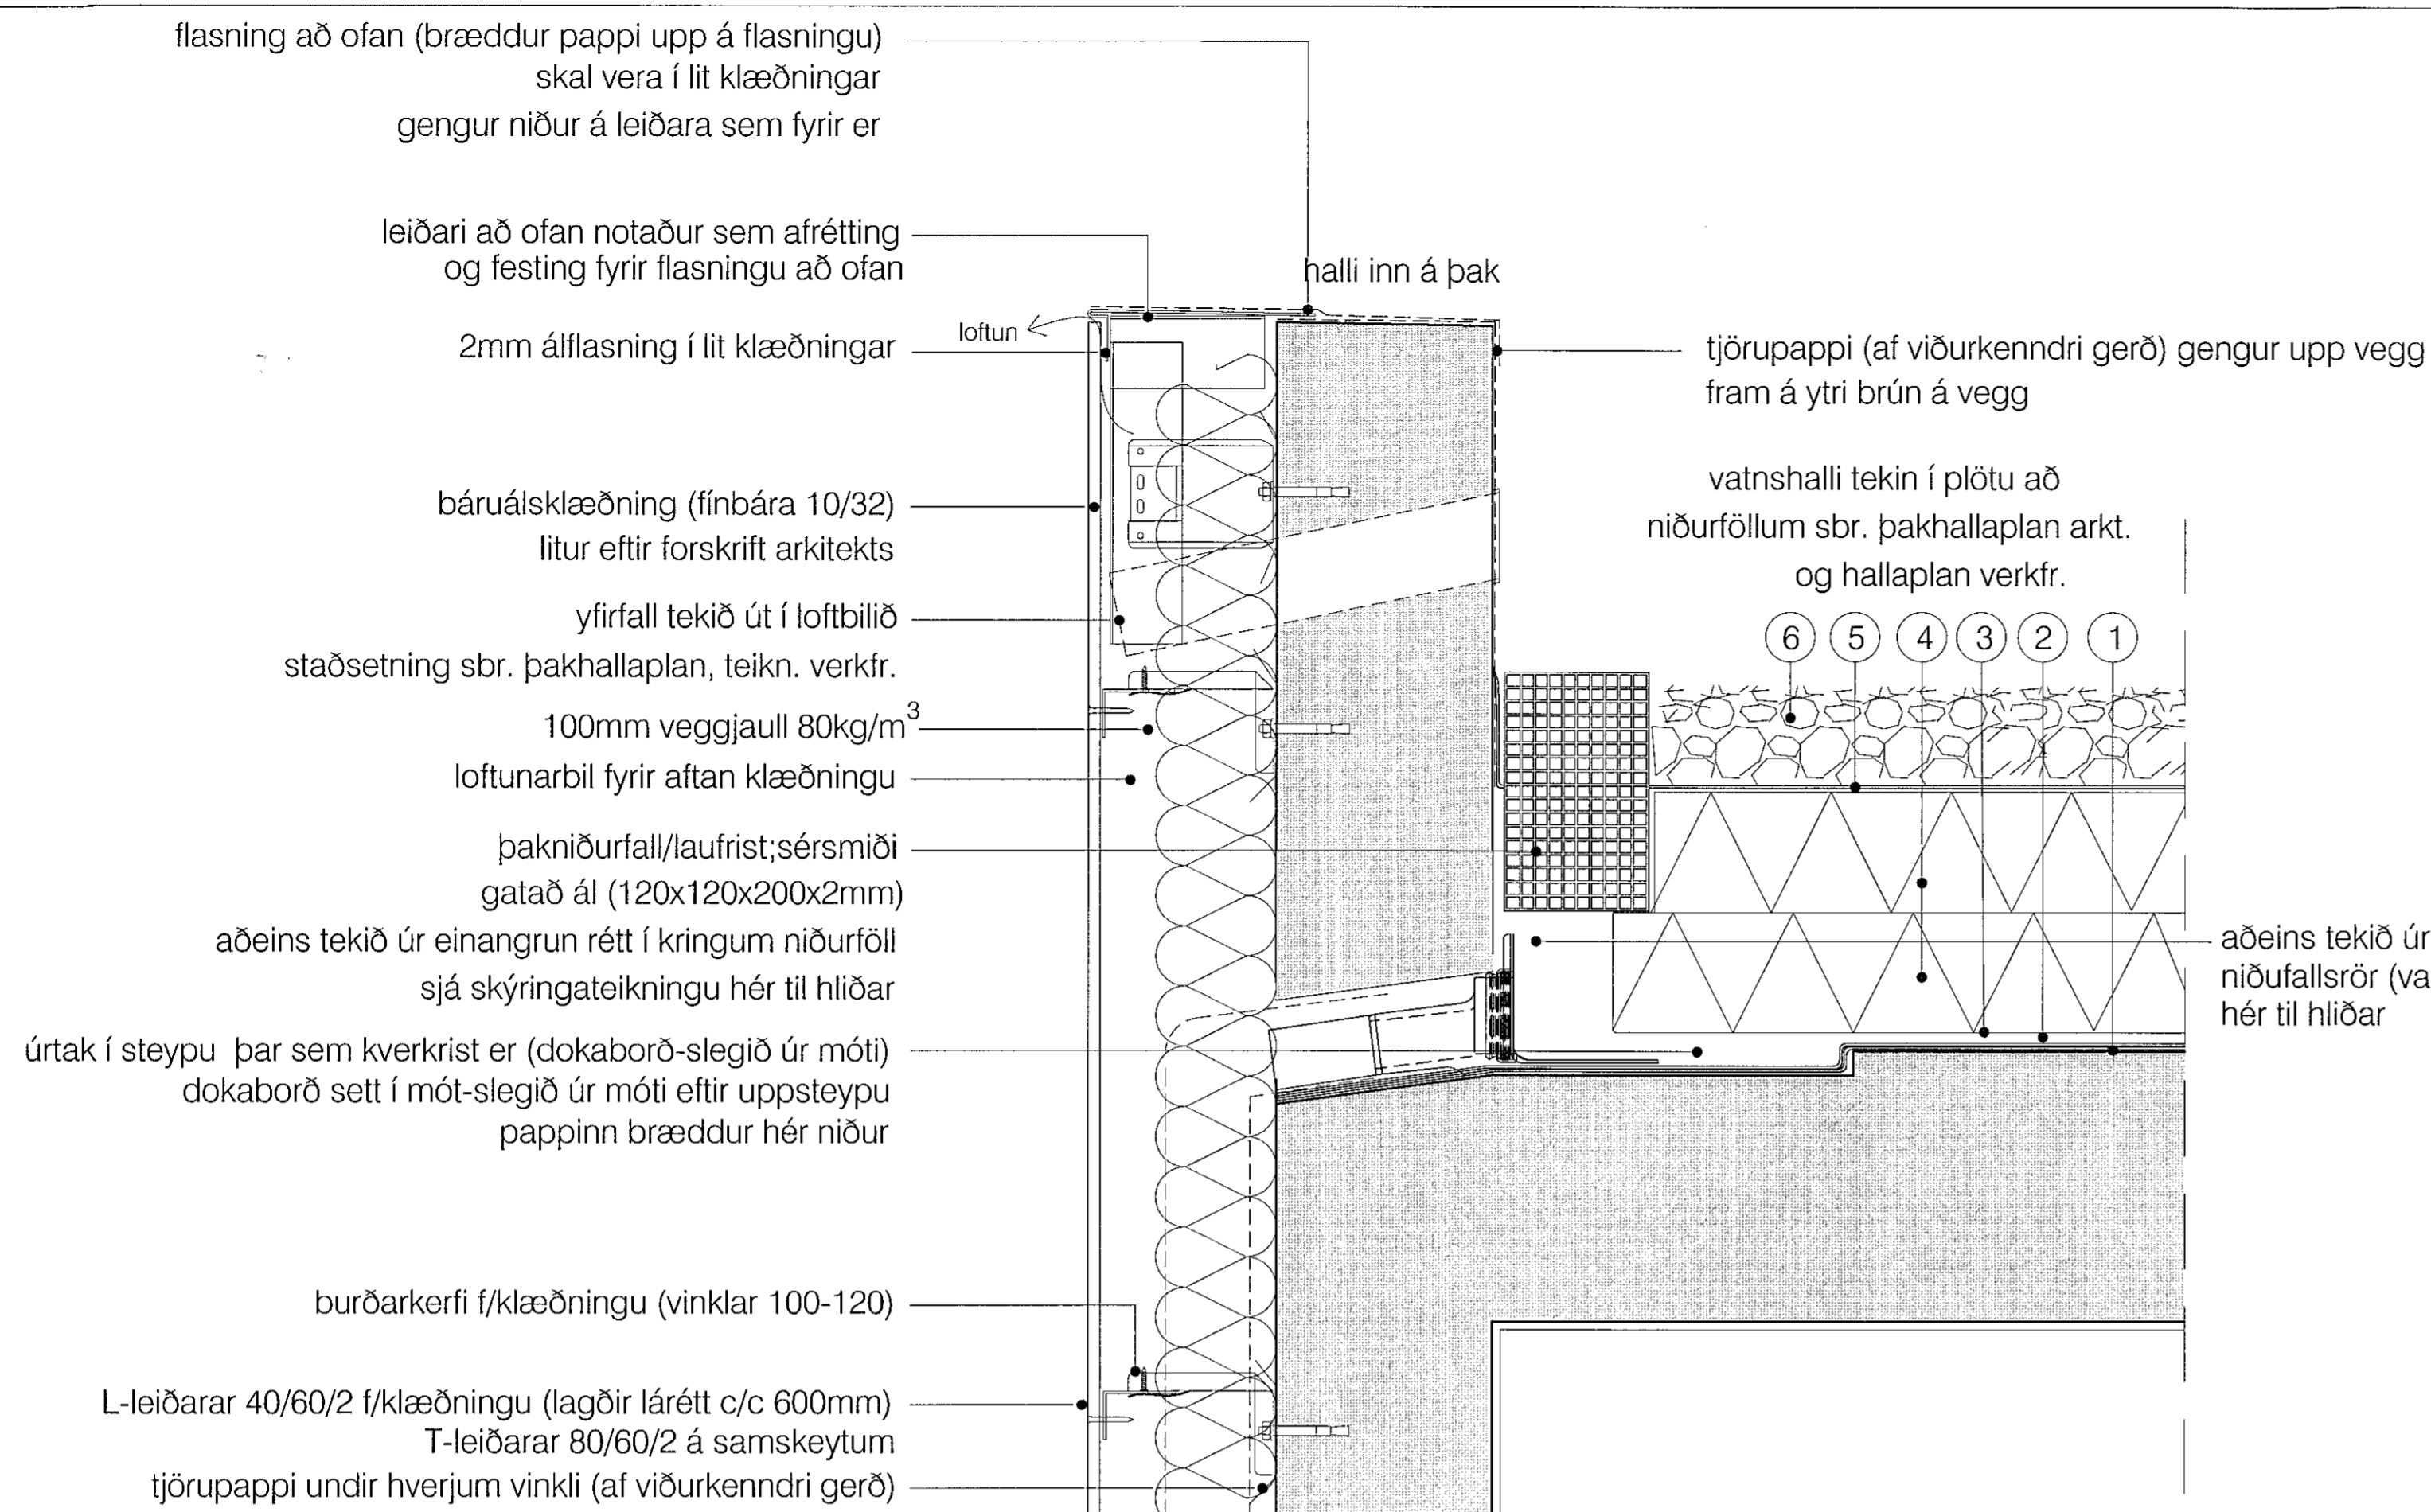 flasning að ofan (bræddur pappi upp á flasningu)
skal vera í lit klæðningar
gengur niður á leiðara sem fyrir er
leiðari að ofan notaður sem afrétting
og festing fyrir flasningu að ofan
halli inn á þak
loftun
2mm álflasning í lit klæðningar
tjörupappi (af viðurkenndri gerð) gengur upp vegg
fram á ytri brún á vegg
báruálsklæðning (fínbára 10/32)
litur eftir forskrift arkitekts
vatnshalli tekin í plötu að
niðurföllum sbr. þakhallaplan arkt.
og hallaplan verkfr.
6 5 4 3 2 1
yfirfall tekið út í loftbilið
staðsetning sbr. þakhallaplan, teikn. verkfr.
100mm veggjaull 80kg/m³
loftunarbil fyrir aftan klæðningu
þakniðurfall/laufrist;sérsmiði
gatað ál (120x120x200x2mm)
aðeins tekið úr einangrun rétt í kringum niðurföll
sjá skýringateikningu hér til hliðar
aðeins tekið úr
niðufallsrör (va
hér til hliðar
úrtak í steypu þar sem kverkrist er (dokaborð-slegið úr móti)
dokaborð sett í mót-slegið úr móti eftir uppsteypu
pappinn bræddur hér niður
burðarkerfi f/klæðningu (vinklar 100-120)
L-leiðarar 40/60/2 f/klæðningu (lagðir lárétt c/c 600mm)
T-leiðarar 80/60/2 á samskeytum
tjörupappi undir hverjum vinkli (af viðurkenndri gerð)